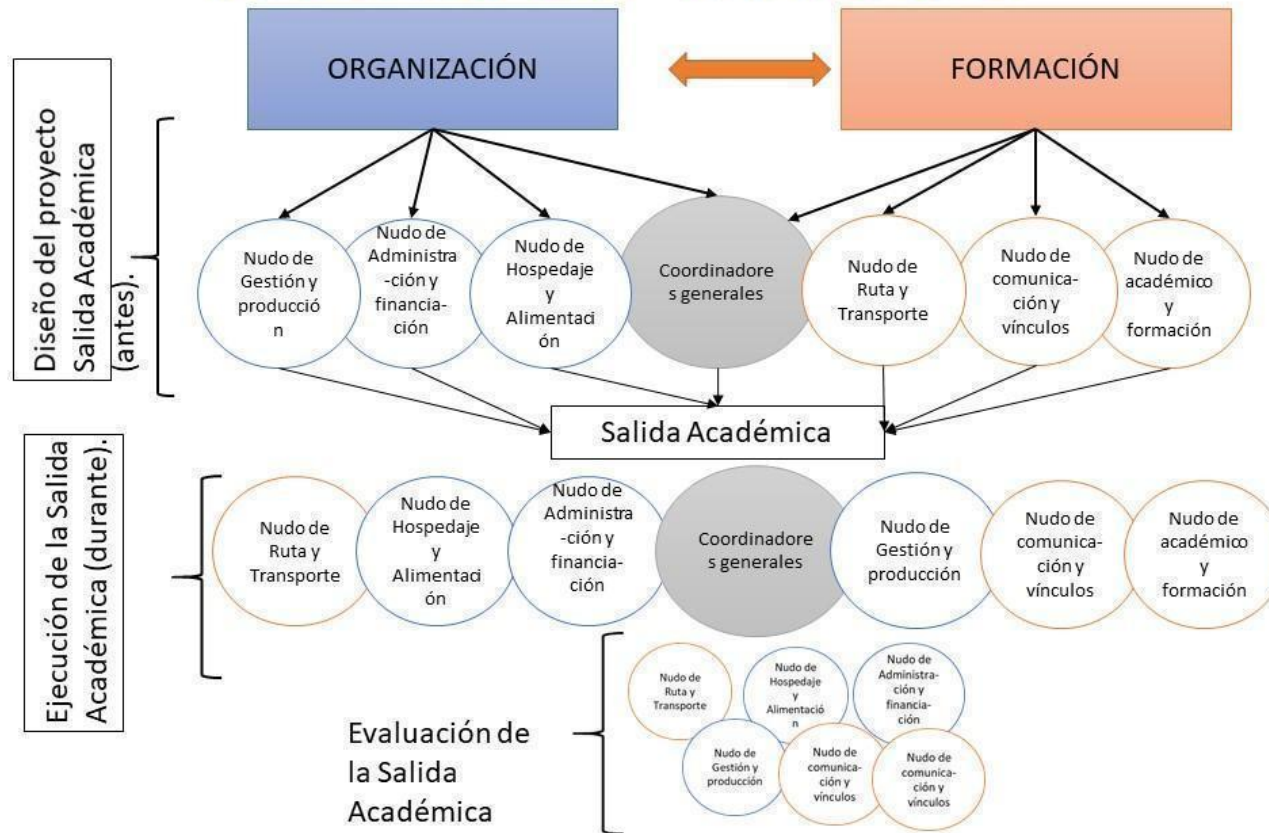 ORGANIZACIÓN
FORMACIÓN
Diseño del proyecto
Salida Académica
(antes).
Nudo de
Gestión y
producció
n
Nudo de
Administra
-ción y
financia-
ción
Nudo de
Hospedaje
y
Alimentaci
ón
Coordinadore
s generales
Nudo de
Ruta y
Transporte
Nudo de
comunica-
ción y
vínculos
Nudo de
académico
y
formación
Salida Académica
Ejecución de la Salida
Académica (durante).
Nudo de
Ruta y
Transporte
Nudo de
Hospedaje
y
Alimentaci
ón
Nudo de
Administra
-ción y
financia-
ción
Coordinadore
s generales
Nudo de
Gestión y
producción
Nudo de
comunica-
ción y
vínculos
Nudo de
académico
y
formación
Evaluación de
la Salida
Académica
Nudo de
Ruta y
Transporte
Nudo de
Hospedaje
y
Alimentació
n
Nudo de
Administra-
ción y
financia-
ción
Nudo de
Gestión y
producción
Nudo de
comunica-
ción y
vínculos
Nudo de
comunica-
ción y
vínculos